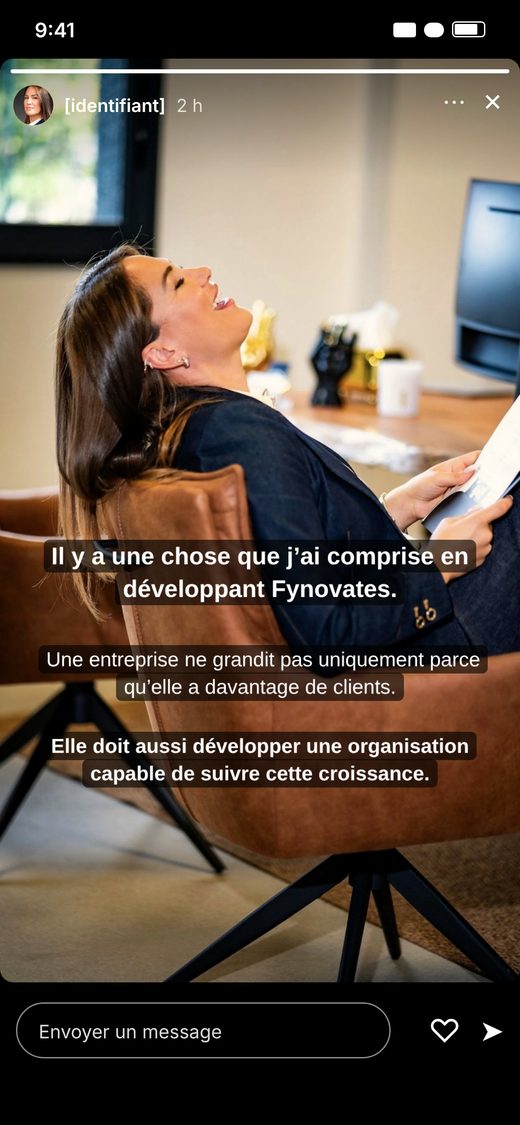 9:41
[identifiant] 2 h
Il y a une chose que j’ai comprise en
développant Fynovates.
Une entreprise ne grandit pas uniquement parce
qu’elle a davantage de clients.
Elle doit aussi développer une organisation
capable de suivre cette croissance.
Envoyer un message